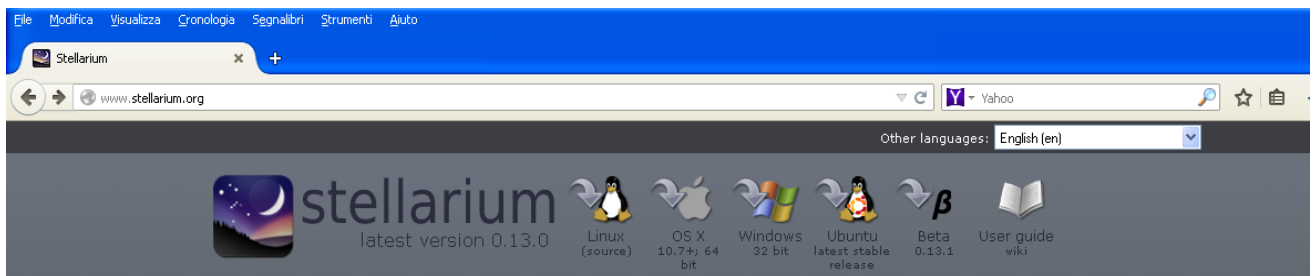 File Modifica Visualizza Cronologia Segnalibri Strumenti Aiuto
Stellarium
www.stellarium.org
Yahoo
Other languages: English (en)
stellarium
latest version 0.13.0
Linux
(source)
OS X
10.7+; 64
bit
Windows
32 bit
Ubuntu
latest stable
release
β
Beta
0.13.1
User guide
wiki